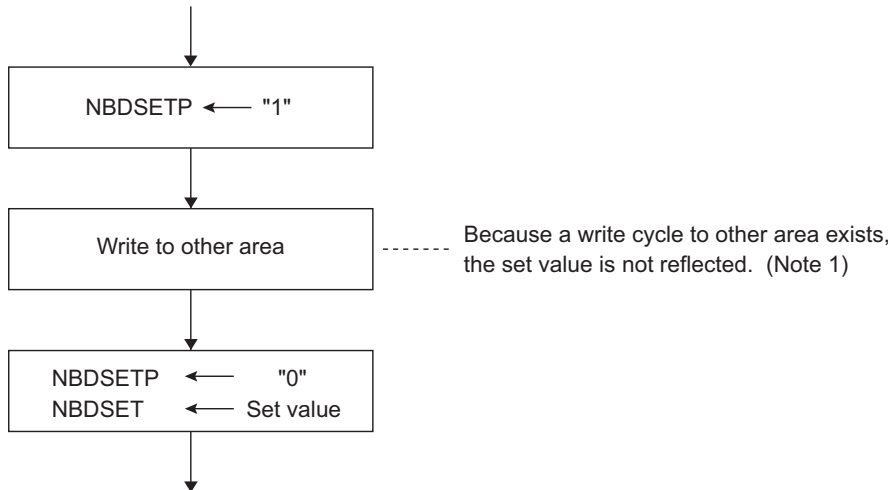 NBDSETP ← "1"
Write to other area
Because a write cycle to other area exists,
the set value is not reflected.  (Note 1)
NBDSETP ← "0"
NBDSET ← Set value